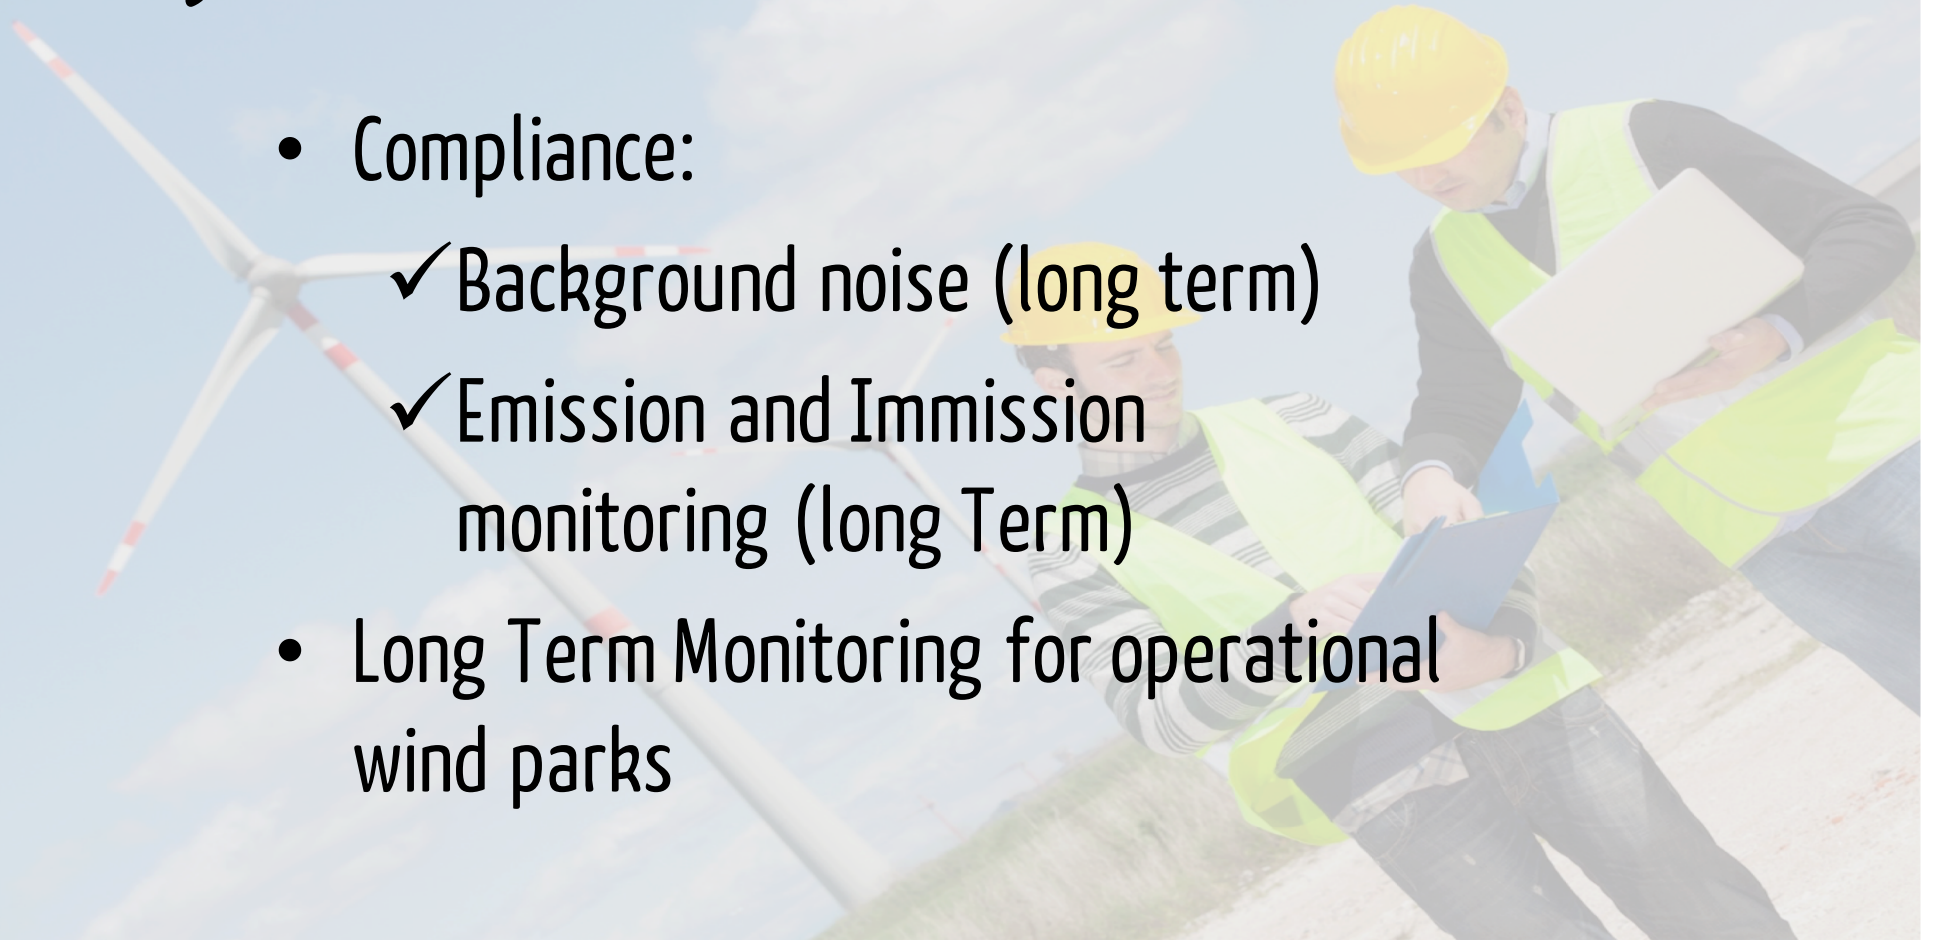 • Compliance:
✓ Background noise (long term)
✓ Emission and Immission
monitoring (long Term)
• Long Term Monitoring for operational
wind parks